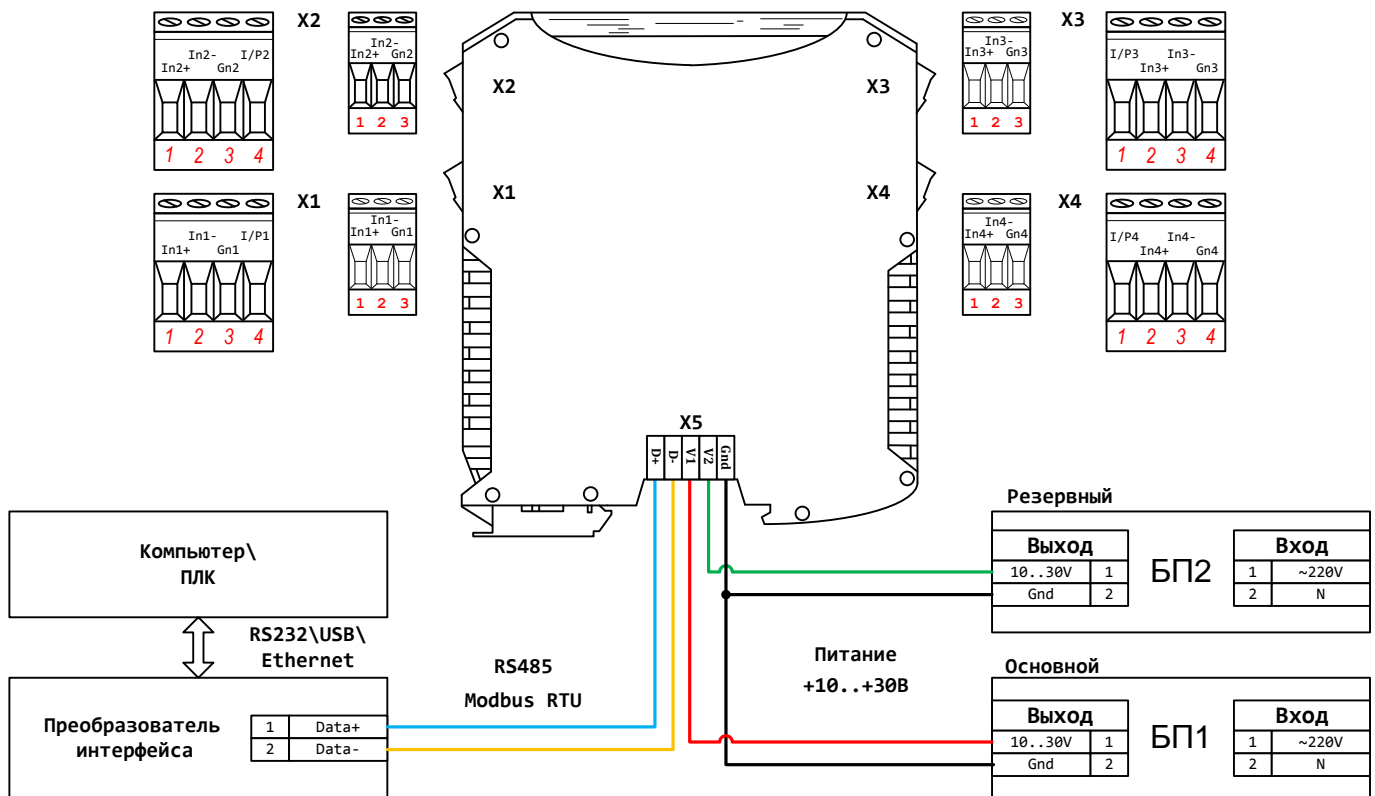 X2
In2- I/P2
In2+ Gn2
1 2 3 4
In2-
In2+ Gn2
1 2 3
X1
In1- I/P1
In1+ Gn1
1 2 3 4
In1-
In1+ Gn1
1 2 3
X2
X3
X1
X4
X3
In3-
In3+ Gn3
1 2 3
I/P3 In3-
In3+ Gn3
1 2 3 4
X4
In4-
In4+ Gn4
1 2 3
I/P4 In4-
In4+ Gn4
1 2 3 4
X5
D+ D- V1 V2 Gnd
Компьютер\
ПЛК
RS232\USB\
Ethernet
Преобразователь
интерфейса
1 Data+
2 Data-
RS485
Modbus RTU
Питание
+10..+30В
Резервный
Выход
10..30V 1
Gnd 2
БП2
Вход
1 ~220V
2 N
Основной
Выход
10..30V 1
Gnd 2
БП1
Вход
1 ~220V
2 N